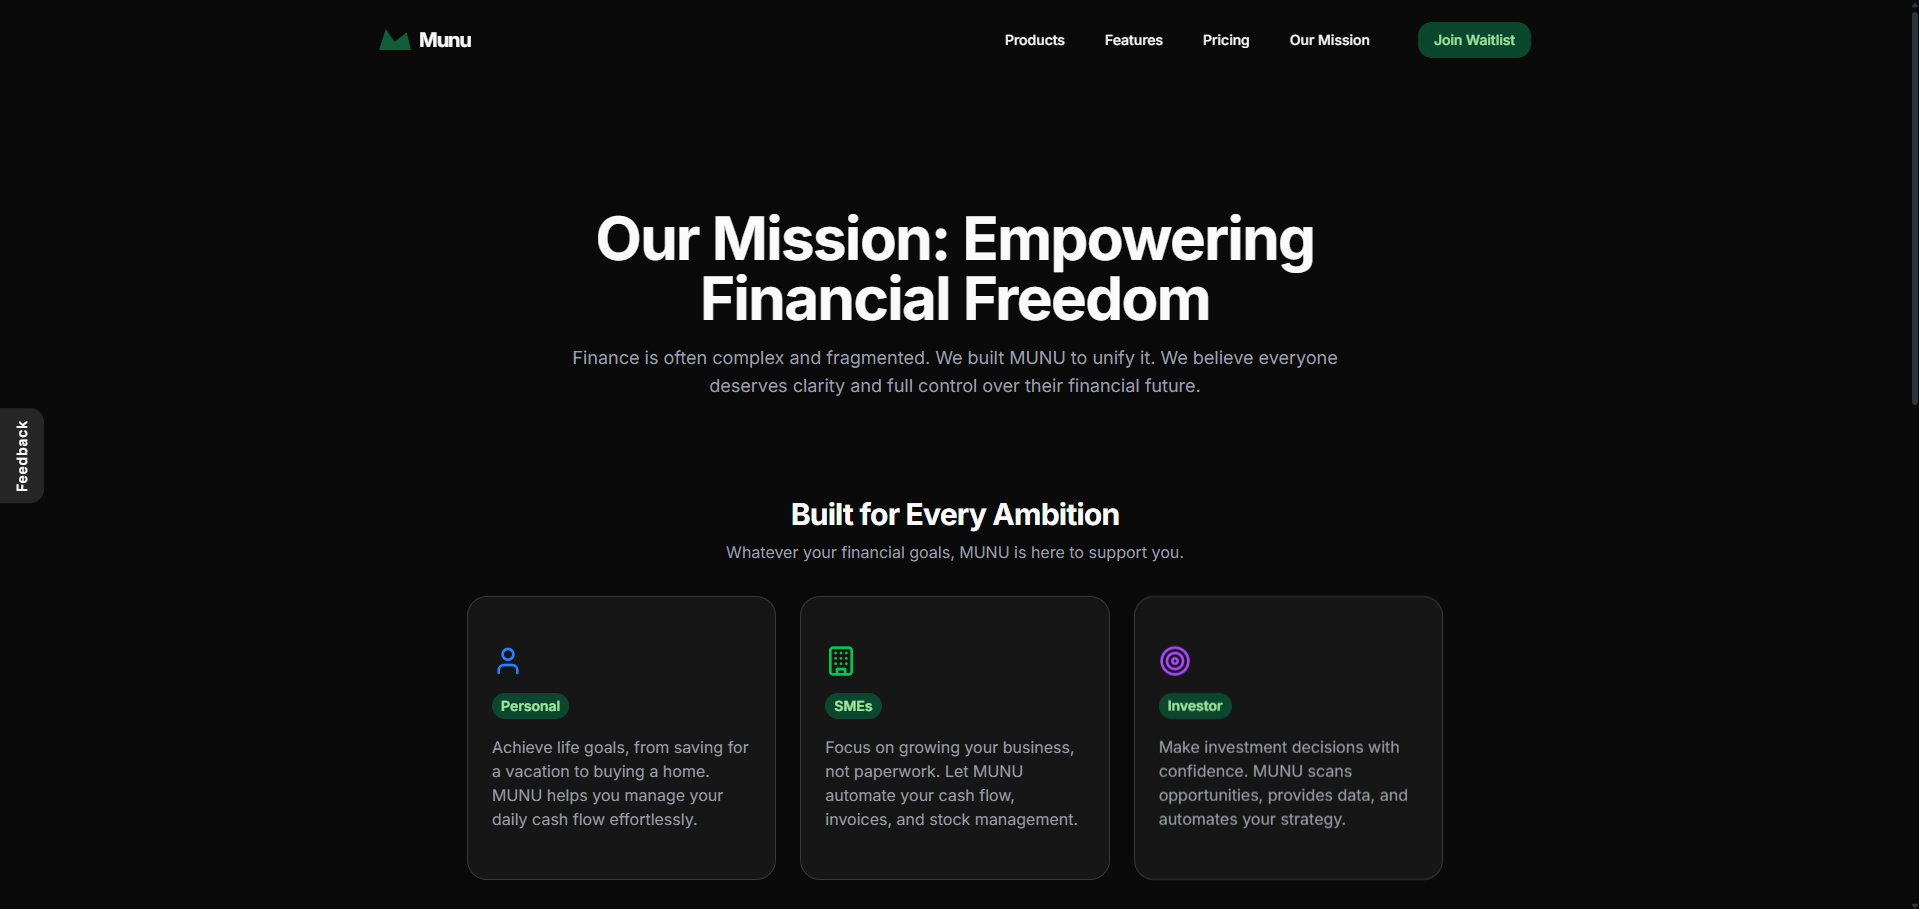 Munu
Products
Features
Pricing
Our Mission
Join Waitlist
Our Mission: Empowering
Financial Freedom
Finance is often complex and fragmented. We built MUNU to unify it. We believe everyone
deserves clarity and full control over their financial future.
Feedback
Built for Every Ambition
Whatever your financial goals, MUNU is here to support you.
Personal
Achieve life goals, from saving for
a vacation to buying a home.
MUNU helps you manage your
daily cash flow effortlessly.
SMEs
Focus on growing your business,
not paperwork. Let MUNU
automate your cash flow,
invoices, and stock management.
Investor
Make investment decisions with
confidence. MUNU scans
opportunities, provides data, and
automates your strategy.